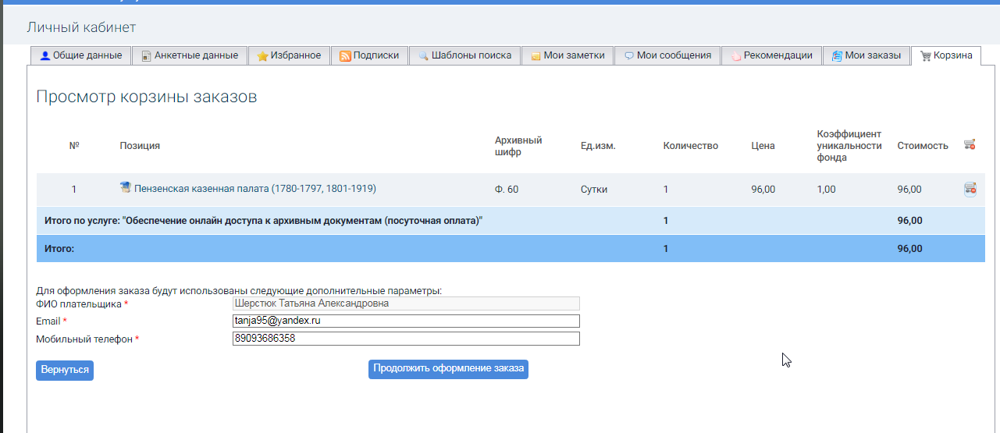 Личный кабинет
Общие данные Анкетные данные Избранное Подписки Шаблоны поиска Мои заметки Мои сообщения Рекомендации Мои заказы Корзина
Просмотр корзины заказов
№ Позиция Архивный шифр Ед.изм. Количество Цена Коэффициент уникальности фонда Стоимость
1 Пензенская казенная палата (1780-1797, 1801-1919) Ф. 60 Сутки 1 96,00 1,00 96,00
Итого по услуге: "Обеспечение онлайн доступа к архивным документам (посуточная оплата)" 1 96,00
Итого: 1 96,00
Для оформления заказа будут использованы следующие дополнительные параметры:
ФИО плательщика * Шерстюк Татьяна Александровна
Email * tanja95@yandex.ru
Мобильный телефон * 89093686358
Вернуться Продолжить оформление заказа